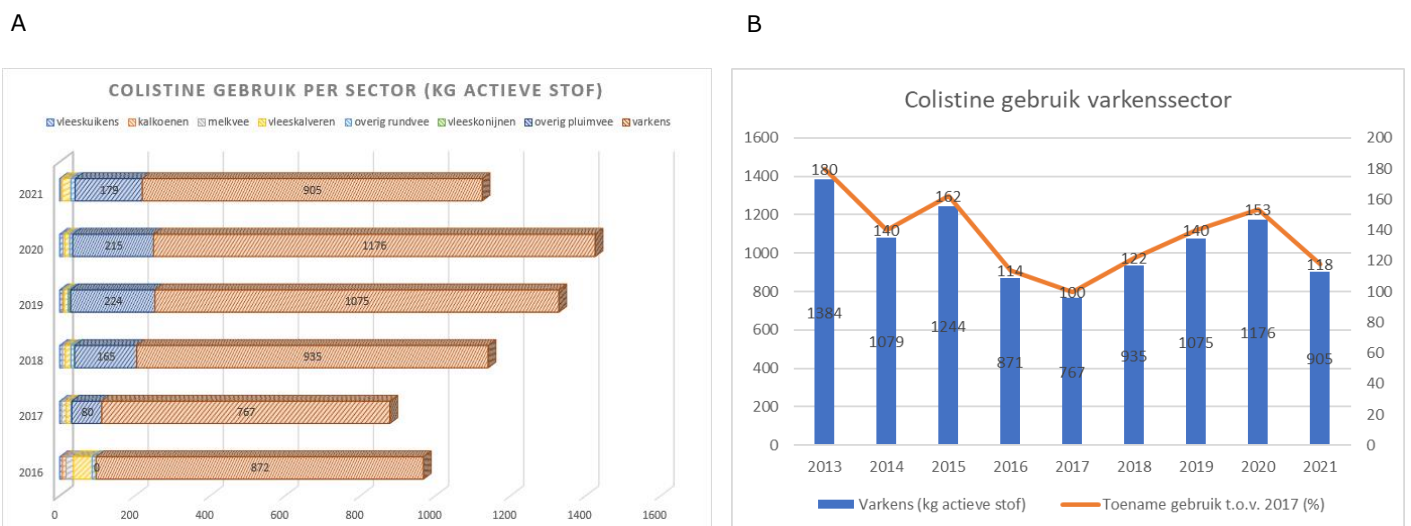 A
B
COLISTINE GEBRUIK PER SECTOR (KG ACTIEVE STOF)
vleeskuikens kalkoenen melkvee vleeskalveren overig rundvee vleeskonijnen overig pluimvee varkens
2021 179 905
2020 215 1176
2019 224 1075
2018 165 935
2017 80 767
2016 0 872
0 200 400 600 800 1000 1200 1400 1600
Colistine gebruik varkenssector
1600 200
1400 180
1200 160
1000 140
800 120
600 100
400 80
200 60
0 40
20
0
180 140 162 114 100 122 140 153 118
1384 1079 1244 871 767 935 1075 1176 905
2013 2014 2015 2016 2017 2018 2019 2020 2021
Varkens (kg actieve stof) Toename gebruik t.o.v. 2017 (%)